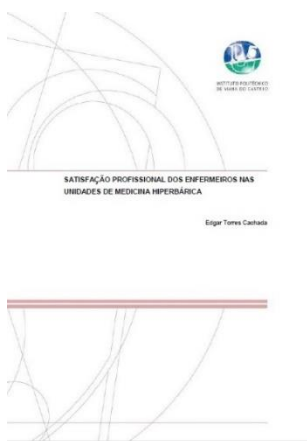 INSTITUTO POLITÉCNICO
DE VIANA DO CASTELO
SATISFAÇÃO PROFISSIONAL DOS ENFERMEIROS NAS
UNIDADES DE MEDICINA HIPERBÁRICA
Edgar Torres Cachada